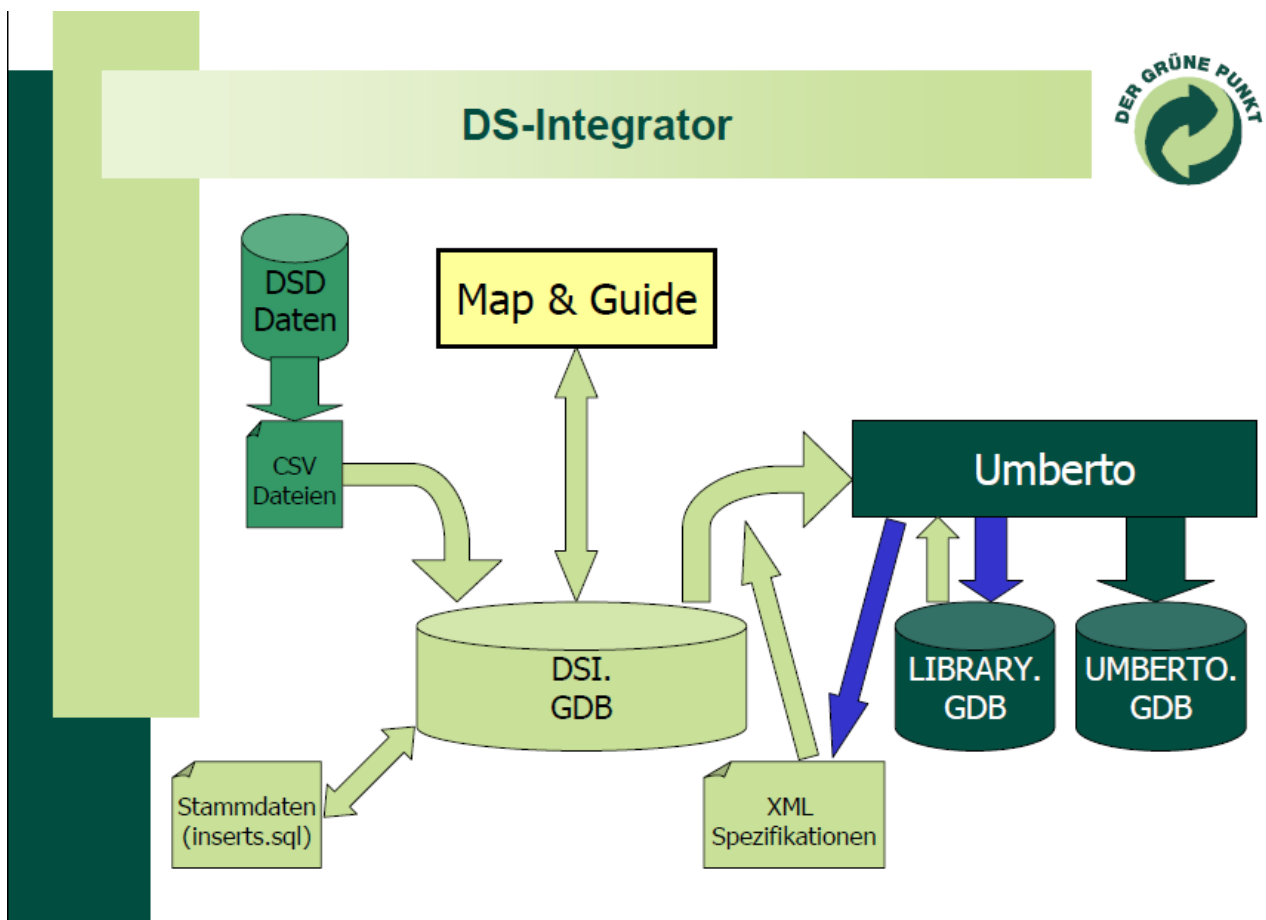 DER GRÜNE PUNKT
DS-Integrator
DSD
Daten
Map & Guide
CSV
Dateien
Umberto
DSI.
GDB
LIBRARY.
GDB
UMBERTO.
GDB
Stammdaten
(inserts.sql)
XML
Spezifikationen